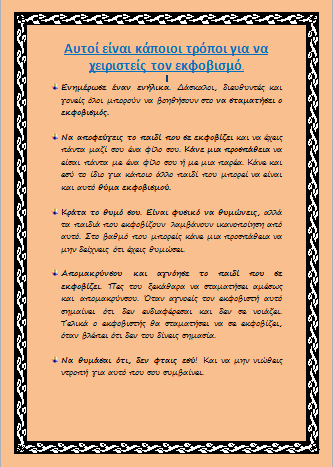 Αυτοί είναι κάποιοι τρόποι για να
χειριστείς τον εκφοβισμό
Ενημέρωσε έναν ενήλικα. Δάσκαλοι, διευθυντές και
γονείς όλοι μπορούν να βοηθήσουν στο να σταματήσει ο
εκφοβισμός.
Να αποφεύγεις το παιδί που σε εκφοβίζει και να έχεις
πάντα μαζί σου ένα φίλο σου. Κάνε μια προσπάθεια να
είσαι πάντα με ένα φίλο σου ή με μια παρέα. Κάνε και
εσύ το ίδιο για κάποιο άλλο παιδί που μπορεί να είναι
και αυτό θύμα εκφοβισμού.
Κράτα το θυμό σου. Είναι φυσικό να θυμώνεις, αλλά
τα παιδιά που εκφοβίζουν λαμβάνουν ικανοποίηση από
αυτό. Στο βαθμό που μπορείς κάνε μια προσπάθεια να
μην δείχνεις ότι έχεις θυμώσει.
Απομακρύνσου και αγνόησε το παιδί που σε
εκφοβίζει. Πες του ξεκάθαρα να σταματήσει αμέσως
και απομακρύνσου. Όταν αγνοείς τον εκφοβιστή αυτό
σημαίνει ότι δεν ενδιαφέρεσαι και δεν σε νοιάζει.
Τελικά ο εκφοβιστής θα σταματήσει να σε εκφοβίζει,
όταν βλέπει ότι δεν του δίνεις σημασία.
Να θυμάσαι ότι, δεν φταις εσύ! Και να μην νιώθεις
ντροπή για αυτό που σου συμβαίνει.